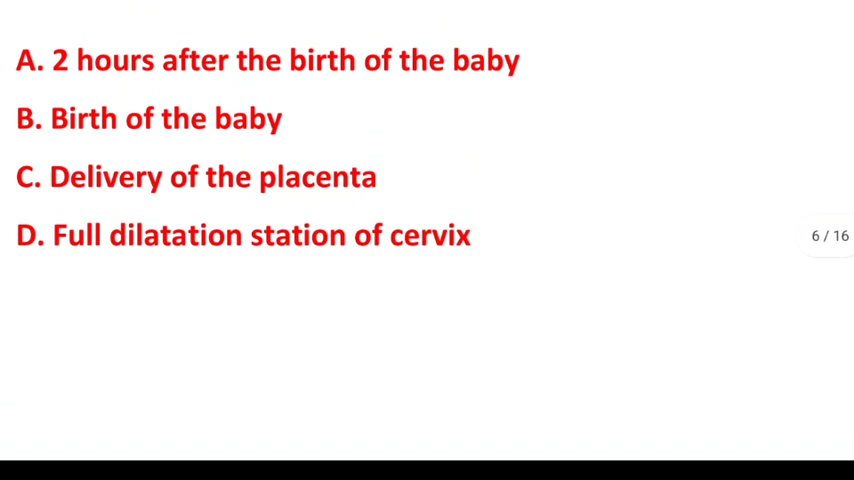 A. 2 hours after the birth of the baby
B. Birth of the baby
C. Delivery of the placenta
D. Full dilatation station of cervix
6 / 16